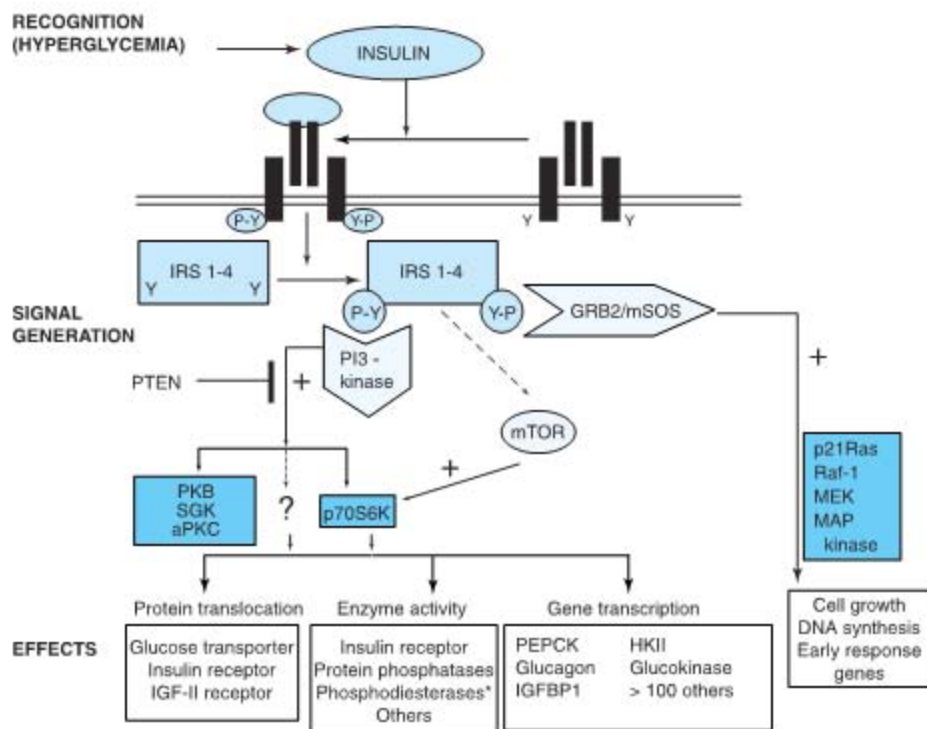 RECOGNITION
(HYPERGLYCEMIA)
INSULIN
P-Y
Y-P
Y
Y
IRS 1-4
Y
Y
IRS 1-4
P-Y
Y-P
GRB2/mSOS
SIGNAL
GENERATION
PI3 -
kinase
PTEN
+
+
mTOR
+
p21Ras
Raf-1
MEK
MAP
kinase
PKB
SGK
aPKC
?
p70S6K
Protein translocation
Enzyme activity
Gene transcription
EFFECTS
Glucose transporter
Insulin receptor
IGF-II receptor
Insulin receptor
Protein phosphatases
Phosphodiesterases*
Others
PEPCK HKII
Glucagon Glucokinase
IGFBP1 > 100 others
Cell growth
DNA synthesis
Early response
genes